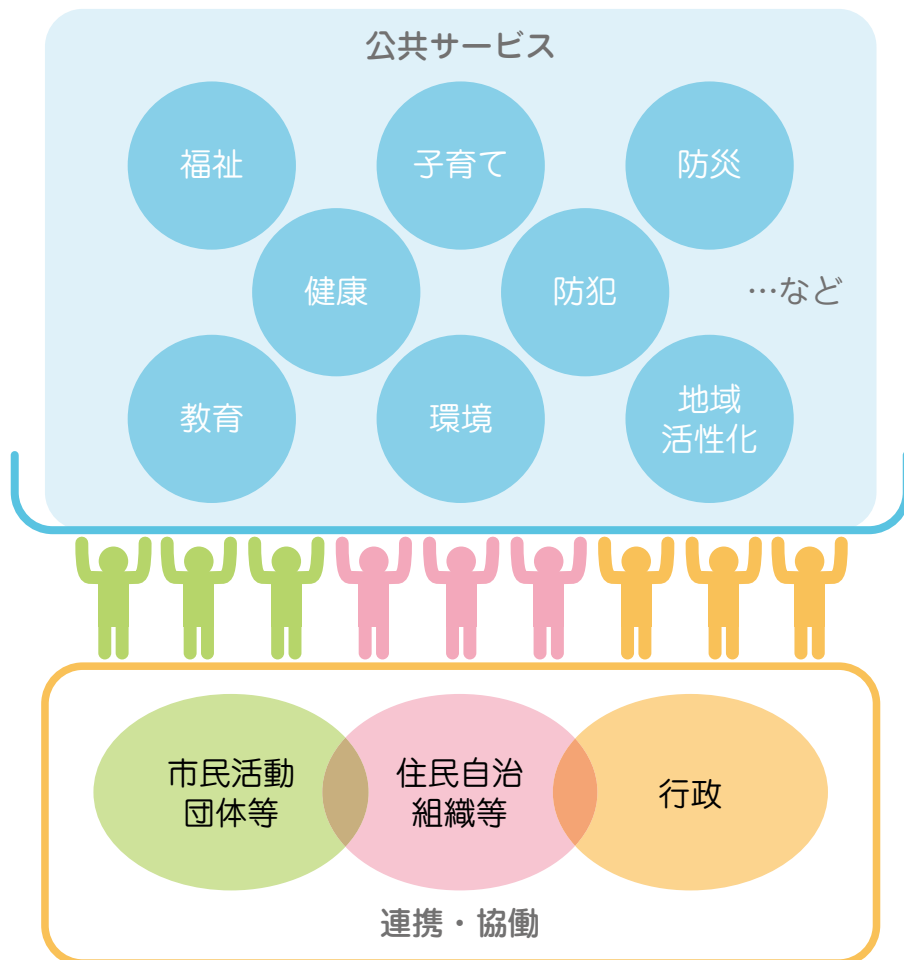 公共サービス
福祉
子育て
防災
健康
防犯
…など
教育
環境
地域
活性化
市民活動
団体等
住民自治
組織等
行政
連携・協働